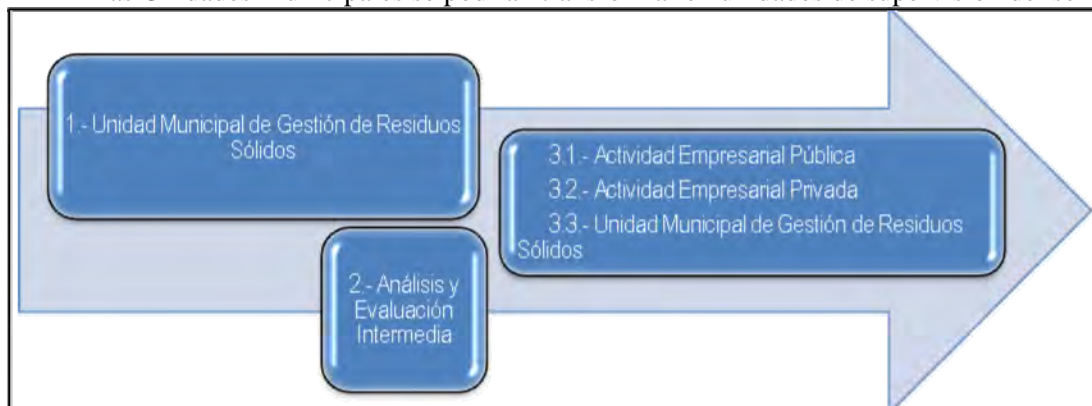 1.- Unidad Municipal de Gestión de Residuos
Sólidos
2.- Análisis y
Evaluación
Intermedia
3.1.- Actividad Empresarial Pública
3.2.- Actividad Empresarial Privada
3.3.- Unidad Municipal de Gestión de Residuos
Sólidos